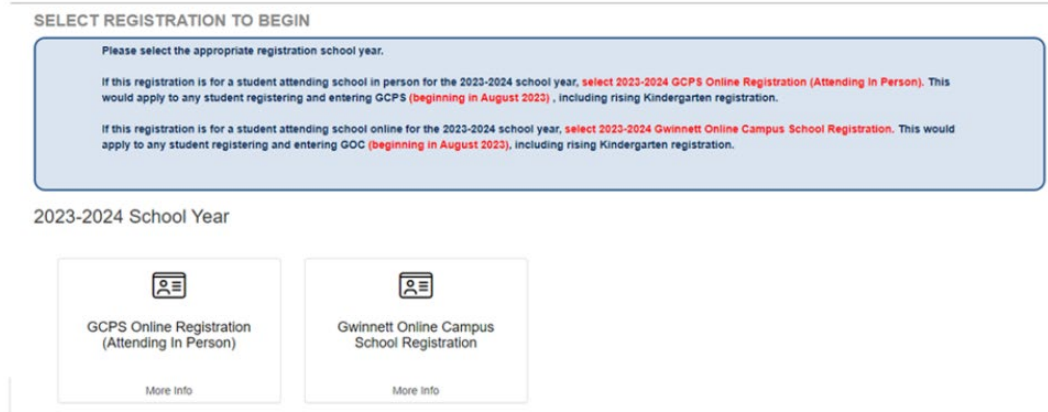 SELECT REGISTRATION TO BEGIN
Please select the appropriate registration school year.
If this registration is for a student attending school in person for the 2023-2024 school year, select 2023-2024 GCPS Online Registration (Attending In Person). This
would apply to any student registering and entering GCPS (beginning in August 2023) , including rising Kindergarten registration.
If this registration is for a student attending school online for the 2023-2024 school year, select 2023-2024 Gwinnett Online Campus School Registration. This would
apply to any student registering and entering GOC (beginning in August 2023), including rising Kindergarten registration.
2023-2024 School Year
GCPS Online Registration
(Attending In Person)
More Info
Gwinnett Online Campus
School Registration
More Info